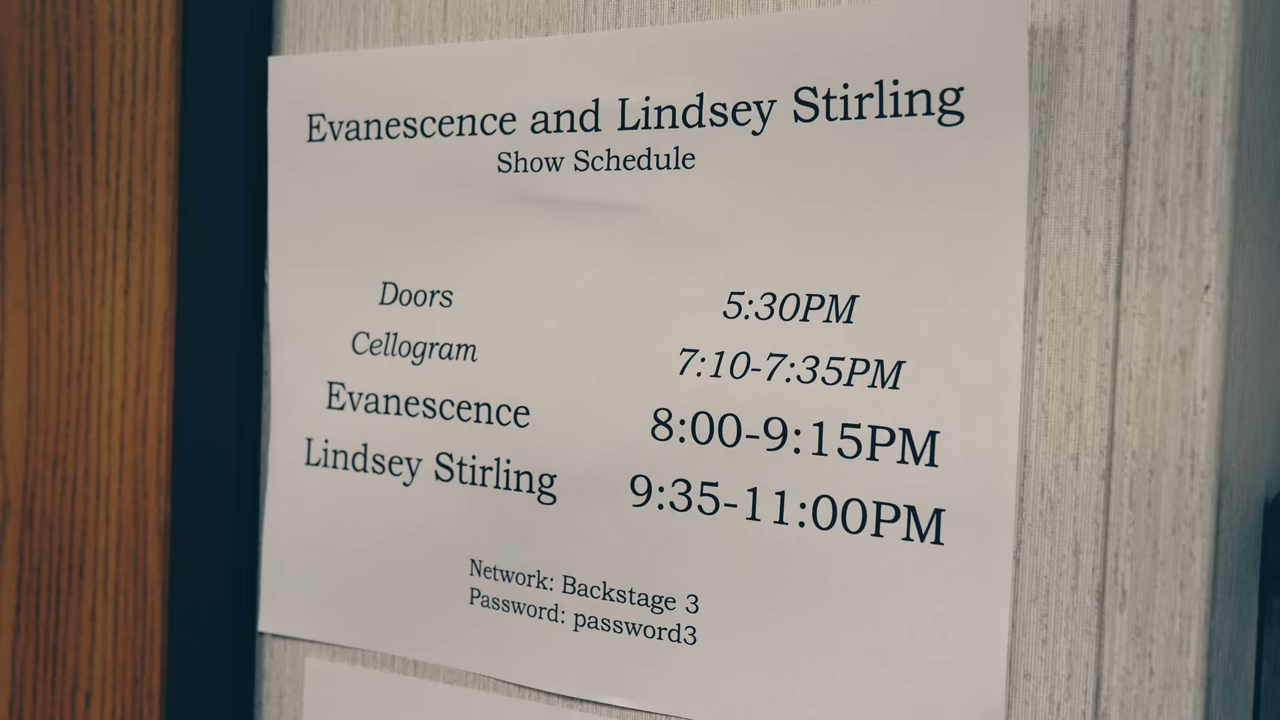 Evanescence and Lindsey Stirling
Show Schedule
Doors 5:30PM
Cellogram 7:10-7:35PM
Evanescence 8:00-9:15PM
Lindsey Stirling 9:35-11:00PM
Network: Backstage 3
Password: password3